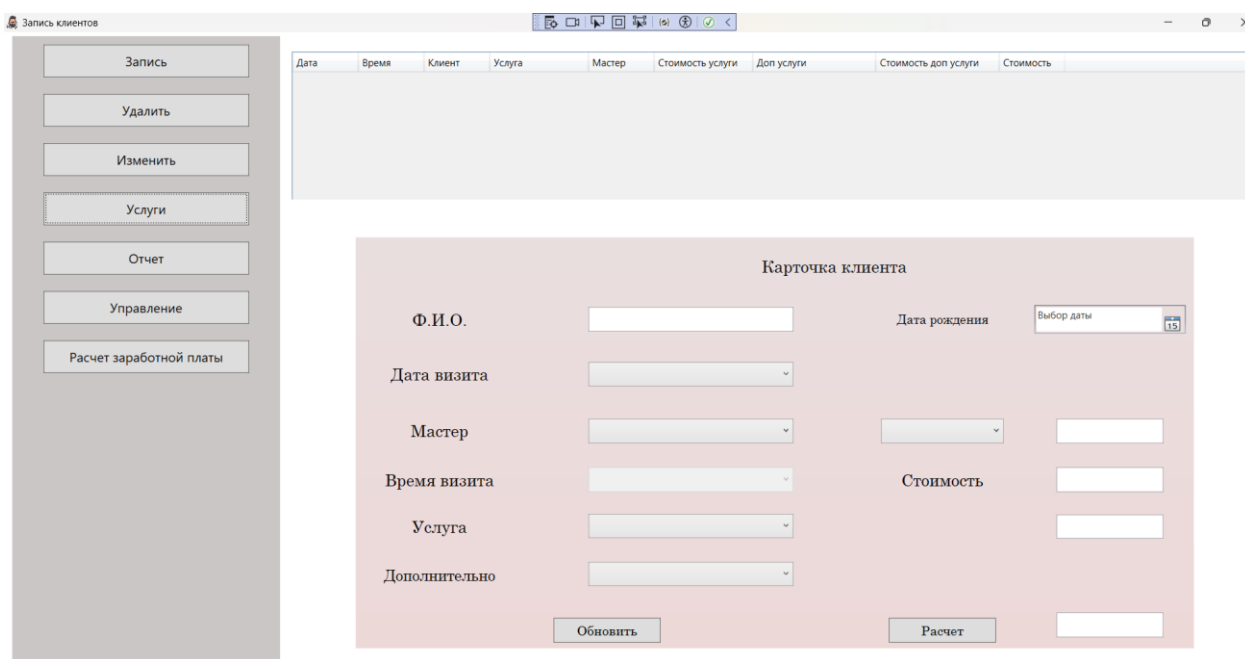 Запись клиентов
Запись
Удалить
Изменить
Услуги
Отчет
Управление
Расчет заработной платы
Дата Время Клиент Услуга Мастер Стоимость услуги Доп услуги Стоимость доп услуги Стоимость
Карточка клиента
Ф.И.О. Дата рождения Выбор даты 15
Дата визита
Мастер
Время визита Стоимость
Услуга
Дополнительно
Обновить Расчет